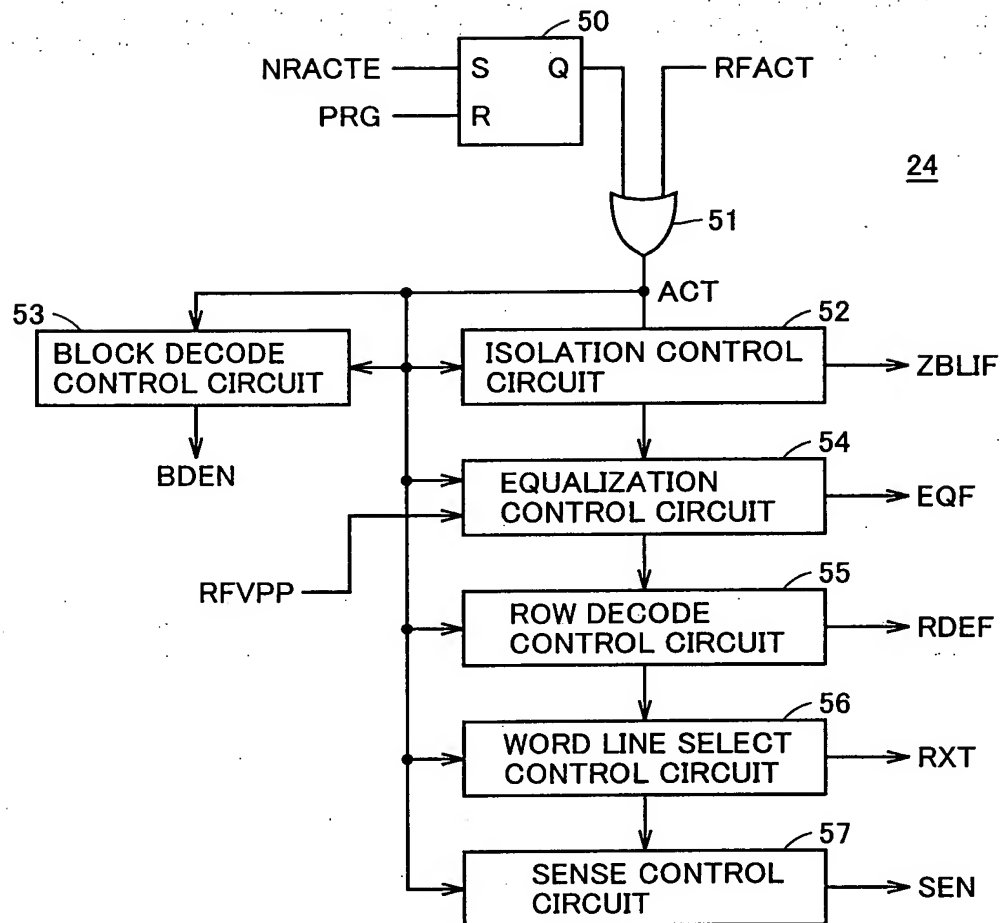 50
NRACTE
S
Q
RFACT
PRG
R
24
51
ACT
53
52
BLOCK DECODE
CONTROL CIRCUIT
ISOLATION CONTROL
CIRCUIT
ZBLIF
BDEN
54
EQUALIZATION
CONTROL CIRCUIT
EQF
RFVPP
55
ROW DECODE
CONTROL CIRCUIT
RDEF
56
WORD LINE SELECT
CONTROL CIRCUIT
RXT
57
SENSE CONTROL
CIRCUIT
SEN